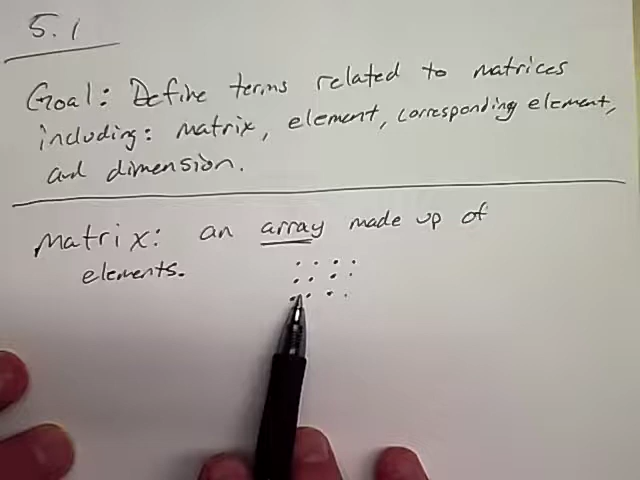 5.1
Goal: Define terms related to matrices
including: matrix, element, corresponding element,
and dimension.
Matrix: an array made up of
elements.